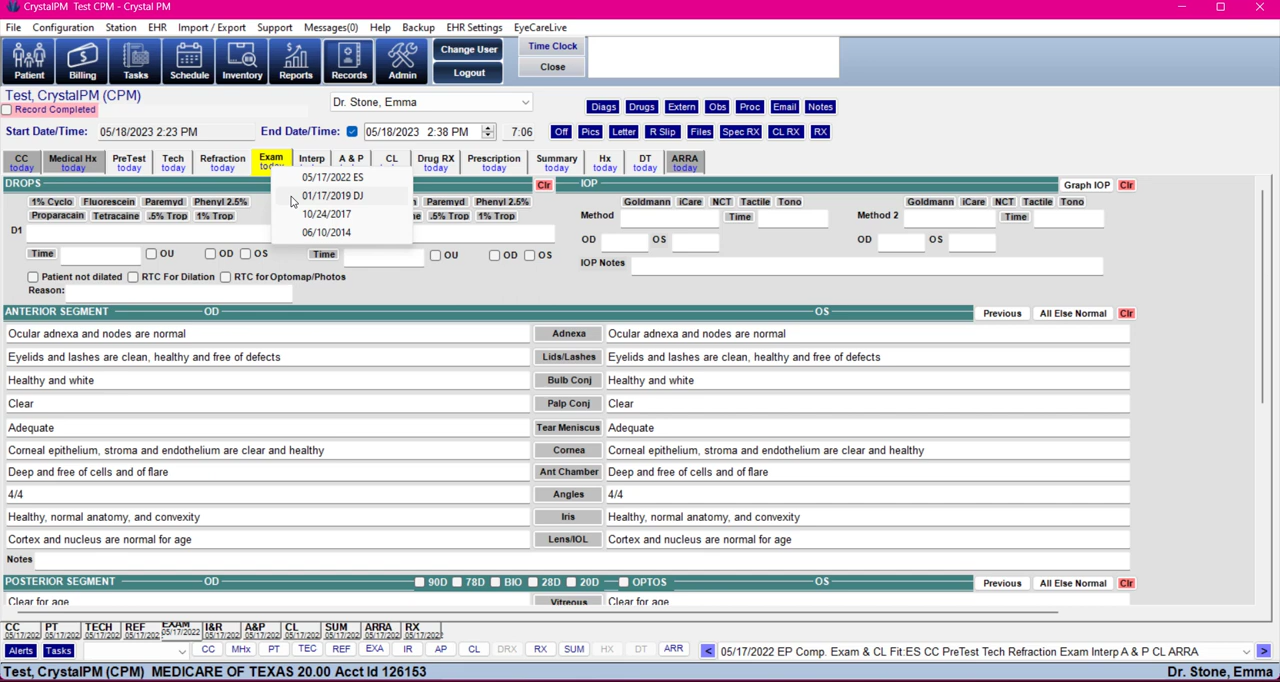 CrystalPM Test CPM - Crystal PM
File Configuration Station EHR Import / Export Support Messages(0) Help Backup EHR Settings EyeCareLive
Patient Billing Tasks Schedule Inventory Reports Records Admin
Change User
Logout
Time Clock
Close
Test, CrystalPM (CPM)
Record Completed
Dr. Stone, Emma
Diags Drugs Extern Obs Proc Email Notes
Start Date/Time: 05/18/2023 2:23 PM End Date/Time: 05/18/2023 2:38 PM 7:06
Off Pics Letter R Slip Files Spec RX CL RX RX
CC Medical Hx PreTest Tech Refraction Exam Interp A & P CL Drug RX Prescription Summary Hx DT ARRA
today today today today today today today today today today today today today
05/17/2022 ES
01/17/2019 DJ
10/24/2017
06/10/2014
DROPS Clr IOP Graph IOP Clr
1% Cyclo Fluorescein Paremyd Phenyl 2.5% Paremyd Phenyl 2.5% Goldmann iCare NCT Tactile Tono Goldmann iCare NCT Tactile Tono
Proparacain Tetracaine .5% Trop 1% Trop .5% Trop 1% Trop Method Time Method 2 Time
D1
OD OS OD OS
Time OU OD OS Time OU OD OS
IOP Notes
Patient not dilated RTC For Dilation RTC for Optomap/Photos
Reason:
ANTERIOR SEGMENT OD OS Previous All Else Normal Clr
Ocular adnexa and nodes are normal Adnexa Ocular adnexa and nodes are normal
Eyelids and lashes are clean, healthy and free of defects Lids/Lashes Eyelids and lashes are clean, healthy and free of defects
Healthy and white Bulb Conj Healthy and white
Clear Palp Conj Clear
Adequate Tear Meniscus Adequate
Corneal epithelium, stroma and endothelium are clear and healthy Cornea Corneal epithelium, stroma and endothelium are clear and healthy
Deep and free of cells and of flare Ant Chamber Deep and free of cells and of flare
4/4 Angles 4/4
Healthy, normal anatomy, and convexity Iris Healthy, normal anatomy, and convexity
Cortex and nucleus are normal for age Lens/IOL Cortex and nucleus are normal for age
Notes
POSTERIOR SEGMENT OD 90D 78D BIO 28D 20D OPTOS OS Previous All Else Normal Clr
Clear for age Vitreous Clear for age
CC PT TECH REF EXAM I&R A&P CL SUM ARRA RX
05/17/202 05/17/202 05/17/202 05/17/202 05/17/2022 05/17/202 05/17/202 05/17/202 05/17/202 05/17/202 05/17/202
Alerts Tasks CC MHx PT TEC REF EXA IR AP CL DRX RX SUM HX DT ARR < 05/17/2022 EP Comp. Exam & CL Fit:ES CC PreTest Tech Refraction Exam Interp A & P CL ARRA >
Test, CrystalPM (CPM) MEDICARE OF TEXAS 20.00 Acct Id 126153 Dr. Stone, Emma